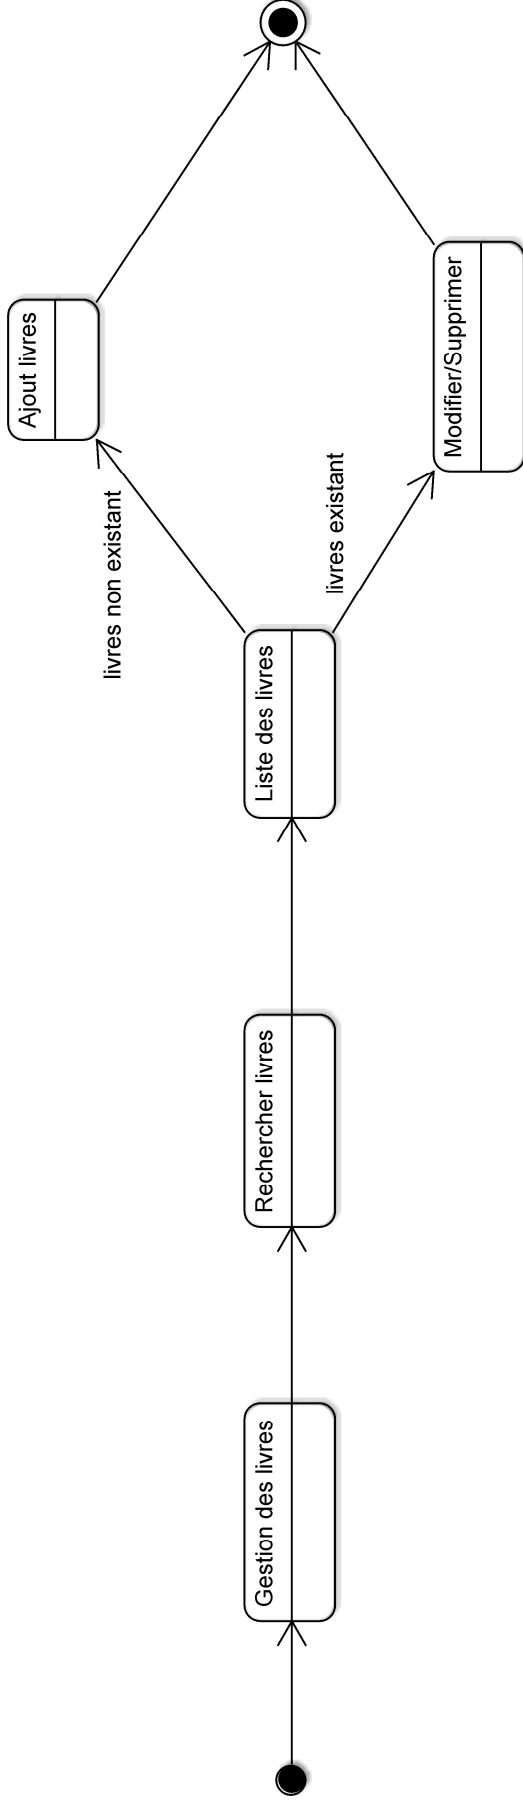 Gestion des livres
Rechercher livres
Liste des livres
livres non existant
livres existant
Ajout livres
Modifier/Supprimer